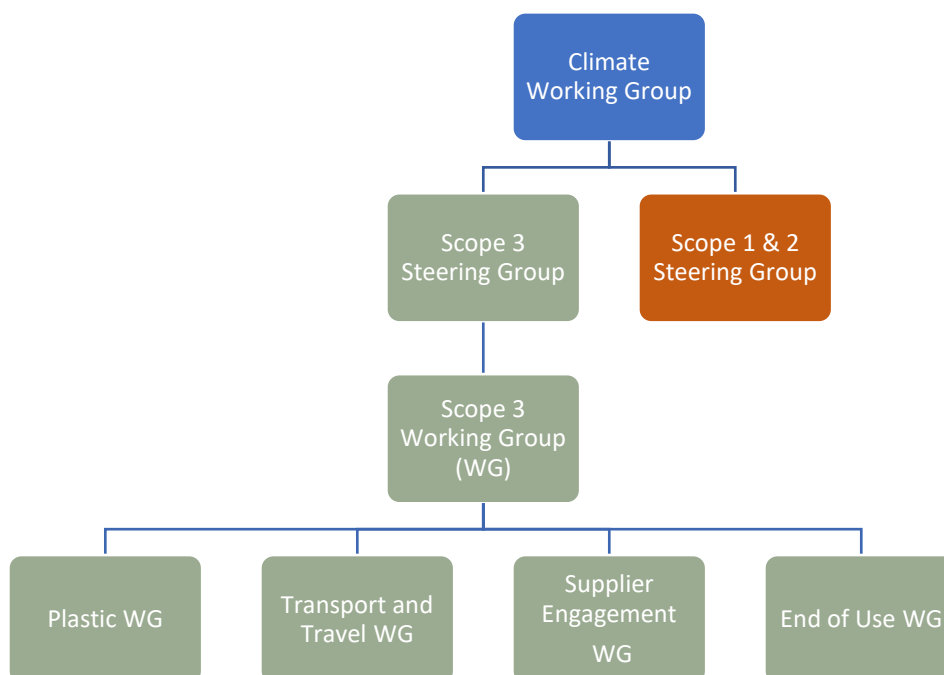 Climate
Working Group
Scope 3
Steering Group
Scope 1 & 2
Steering Group
Scope 3
Working Group
(WG)
Plastic WG
Transport and
Travel WG
Supplier
Engagement
WG
End of Use WG